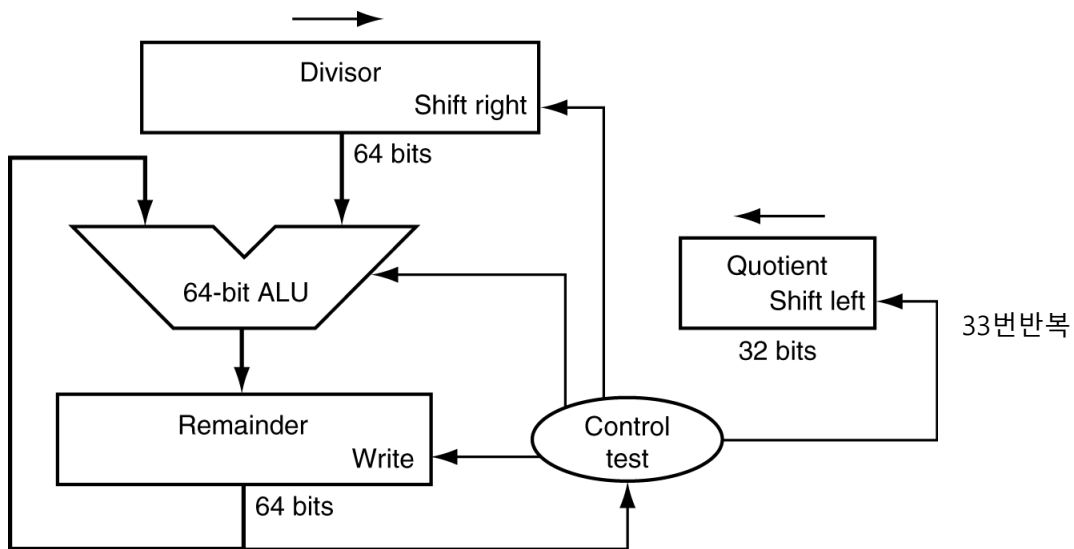 Divisor
Shift right
64 bits
64-bit ALU
Quotient
Shift left
33번반복
32 bits
Remainder
Write
Control
test
64 bits